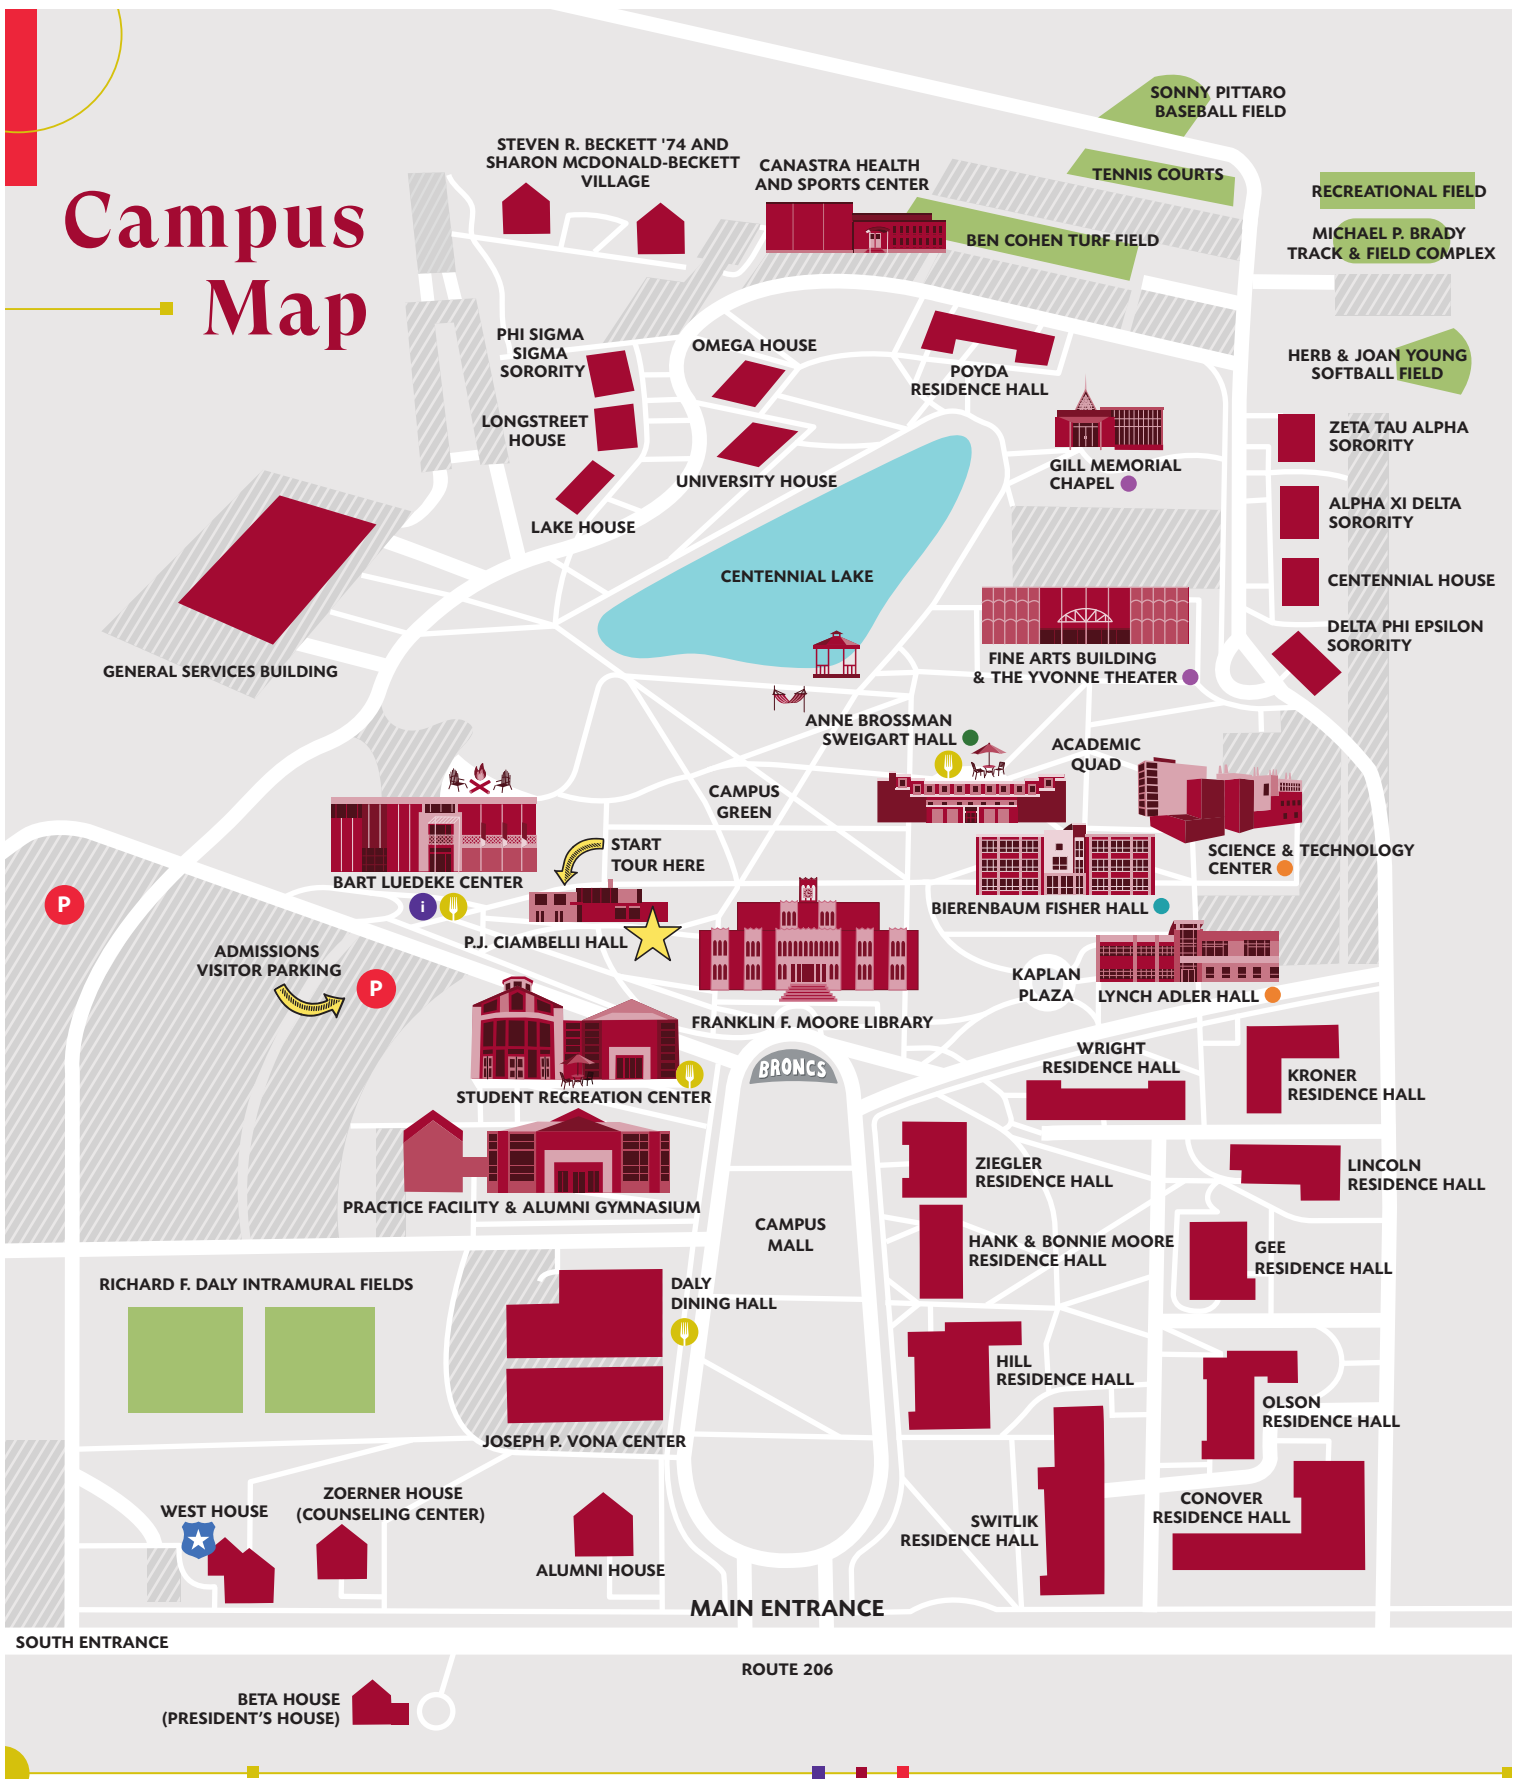 Campus
Map
SONNY PITTARO
BASEBALL FIELD
STEVEN R. BECKETT '74 AND
SHARON MCDONALD-BECKETT
VILLAGE
CANASTRA HEALTH
AND SPORTS CENTER
TENNIS COURTS
RECREATIONAL FIELD
BEN COHEN TURF FIELD
MICHAEL P. BRADY
TRACK & FIELD COMPLEX
PHI SIGMA
SIGMA
SORORITY
OMEGA HOUSE
POYDA
RESIDENCE HALL
HERB & JOAN YOUNG
SOFTBALL FIELD
LONGSTREET
HOUSE
UNIVERSITY HOUSE
GILL MEMORIAL
CHAPEL
ZETA TAU ALPHA
SORORITY
LAKE HOUSE
ALPHA XI DELTA
SORORITY
CENTENNIAL LAKE
CENTENNIAL HOUSE
GENERAL SERVICES BUILDING
FINE ARTS BUILDING
& THE YVONNE THEATER
DELTA PHI EPSILON
SORORITY
ANNE BROSSMAN
SWEIGART HALL
ACADEMIC
QUAD
CAMPUS
GREEN
START
TOUR HERE
SCIENCE & TECHNOLOGY
CENTER
BART LUEDEKE CENTER
i
P
BIERENBAUM FISHER HALL
P.J. CIAMBELLI HALL
ADMISSIONS
VISITOR PARKING
P
KAPLAN
PLAZA
LYNCH ADLER HALL
FRANKLIN F. MOORE LIBRARY
BRONCS
WRIGHT
RESIDENCE HALL
KRONER
RESIDENCE HALL
STUDENT RECREATION CENTER
ZIEGLER
RESIDENCE HALL
LINCOLN
RESIDENCE HALL
PRACTICE FACILITY & ALUMNI GYMNASIUM
CAMPUS
MALL
HANK & BONNIE MOORE
RESIDENCE HALL
GEE
RESIDENCE HALL
RICHARD F. DALY INTRAMURAL FIELDS
DALY
DINING HALL
HILL
RESIDENCE HALL
OLSON
RESIDENCE HALL
JOSEPH P. VONA CENTER
WEST HOUSE
ZOERNER HOUSE
(COUNSELING CENTER)
SWITLIK
RESIDENCE HALL
CONOVER
RESIDENCE HALL
ALUMNI HOUSE
MAIN ENTRANCE
SOUTH ENTRANCE
ROUTE 206
BETA HOUSE
(PRESIDENT'S HOUSE)